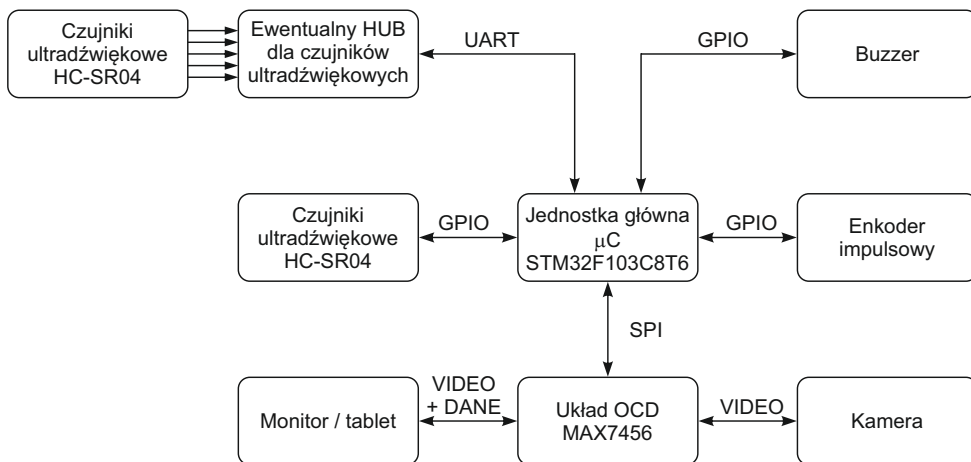 Czujniki
ultradźwiękowe
HC-SR04
Ewentualny HUB
dla czujników
ultradźwiękowych
UART
GPIO
Buzzer
Czujniki
ultradźwiękowe
HC-SR04
GPIO
Jednostka główna
μC
STM32F103C8T6
GPIO
Enkoder
impulsowy
SPI
Monitor / tablet
VIDEO
+ DANE
Układ OCD
MAX7456
VIDEO
Kamera